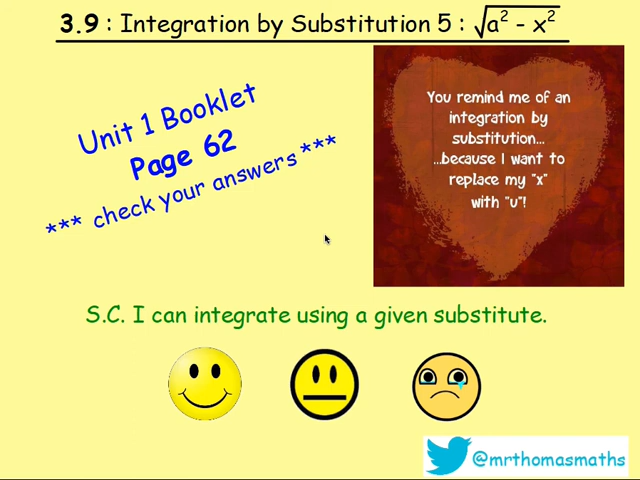 3.9 : Integration by Substitution 5 : √a² - x²
Unit 1 Booklet
Page 62
*** check your answers ***
You remind me of an
integration by
substitution...
...because I want to
replace my "x"
with "u"!
S.C. I can integrate using a given substitute.
@mrthomasmaths